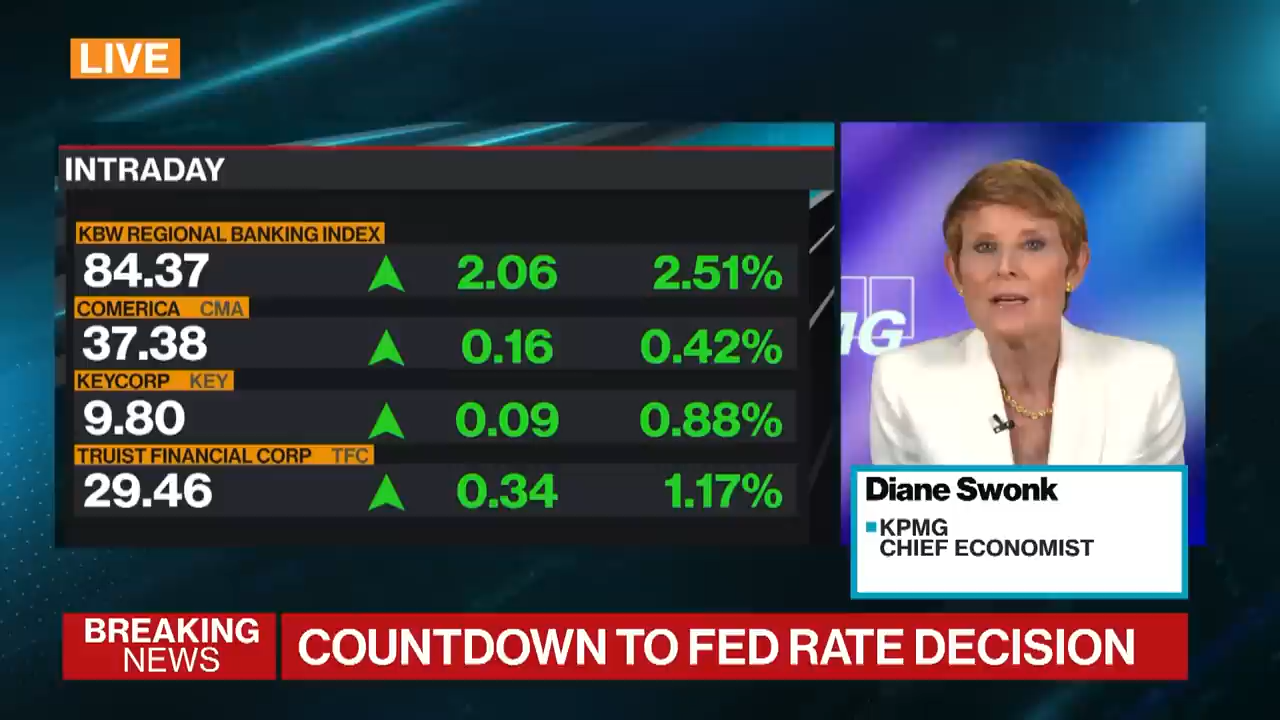 LIVE
INTRADAY
KBW REGIONAL BANKING INDEX
84.37 2.06 2.51%
COMERICA CMA
37.38 0.16 0.42%
KEYCORP KEY
9.80 0.09 0.88%
TRUIST FINANCIAL CORP TFC
29.46 0.34 1.17%
MG
Diane Swonk
KPMG
CHIEF ECONOMIST
BREAKING
NEWS
COUNTDOWN TO FED RATE DECISION